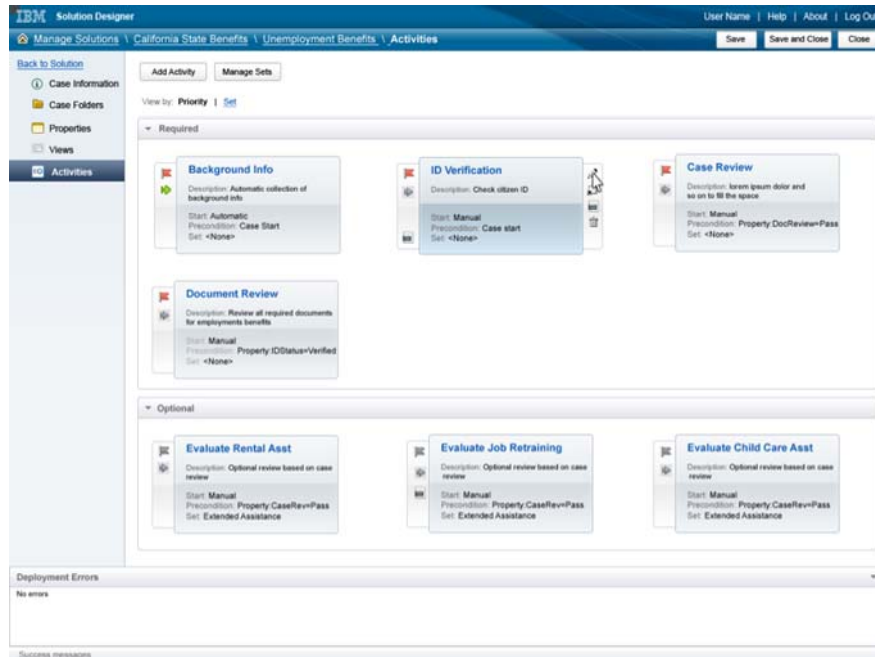 IBM Solution Designer
User Name | Help | About | Log Ou
Manage Solutions \ California State Benefits \ Unemployment Benefits \ Activities
Save
Save and Close
Close
Back to Solution
Case Information
Case Folders
Properties
Views
Activities
Add Activity
Manage Sets
View by: Priority | Set
Required
Background Info
Description: Automatic collection of
background info
Start: Automatic
Precondition: Case Start
Set: <None>
ID Verification
Description: Check citizen ID
Start: Manual
Precondition: Case start
Set: <None>
Case Review
Description: lorem ipsum dolor and
so on to fill the space
Start: Manual
Precondition: Property:DocReview=Pass
Set: <None>
Document Review
Description: Review all required documents
for employments benefits
Start: Manual
Precondition: Property:IDStatus=Verified
Set: <None>
Optional
Evaluate Rental Asst
Description: Optional review based on case
review
Start: Manual
Precondition: Property:CaseRev=Pass
Set: Extended Assistance
Evaluate Job Retraining
Description: Optional review based on case
review
Start: Manual
Precondition: Property:CaseRev=Pass
Set: Extended Assistance
Evaluate Child Care Asst
Description: Optional review based on case
review
Start: Manual
Precondition: Property:CaseRev=Pass
Set: Extended Assistance
Deployment Errors
No errors
Success messages